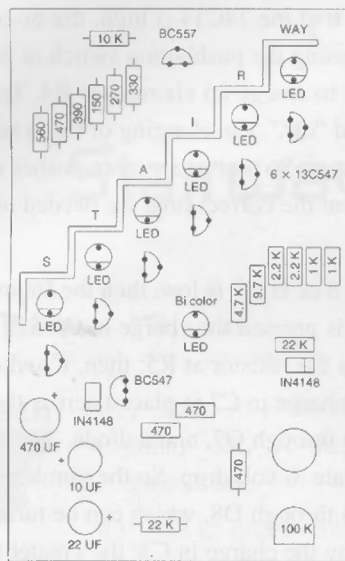 10 K
BC557
WAY
560
470
390
150
270
330
R
LED
I
LED
A
LED
6 × 13C547
T
LED
S
LED
LED
Bi color
LED
4.7 K
9.7 K
2.2 K
2.2 K
1 K
1 K
22 K
IN4148
IN4148
BC547
470
470
470
+
470 UF
+
10 UF
+
22 UF
22 K
100 K